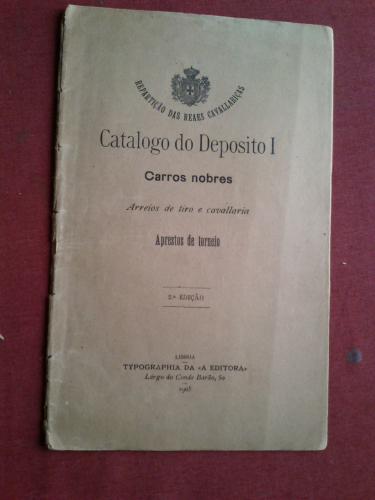 REPARTIÇÃO DAS REAES CAVALLARIÇAS
Catalogo do Deposito I
Carros nobres
Arreios de tiro e cavallaria
Aprestos de torneio
2.ª EDIÇÃO
LISBOA
TYPOGRAPHIA DA «A EDITORA»
Largo do Conde Barão, 50